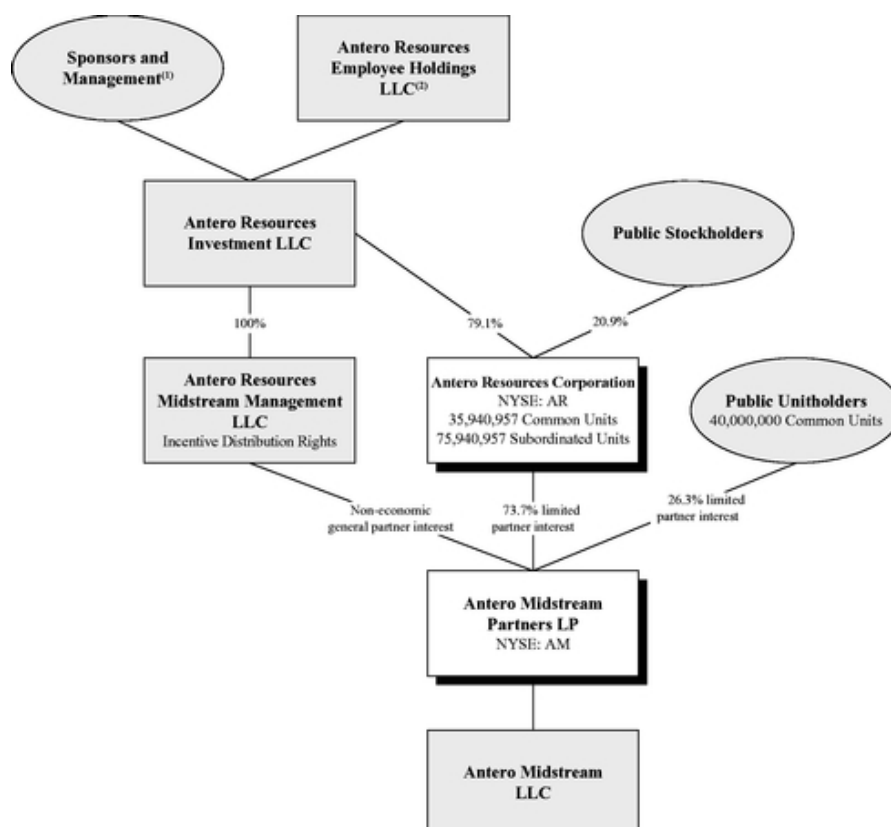 Sponsors and
Management(1)
Antero Resources
Employee Holdings
LLC(2)
Antero Resources
Investment LLC
Public Stockholders
100%
79.1%
20.9%
Antero Resources
Midstream Management
LLC
Incentive Distribution Rights
Antero Resources Corporation
NYSE: AR
35,940,957 Common Units
75,940,957 Subordinated Units
Public Unitholders
40,000,000 Common Units
Non-economic
general partner interest
73.7% limited
partner interest
26.3% limited
partner interest
Antero Midstream
Partners LP
NYSE: AM
Antero Midstream
LLC